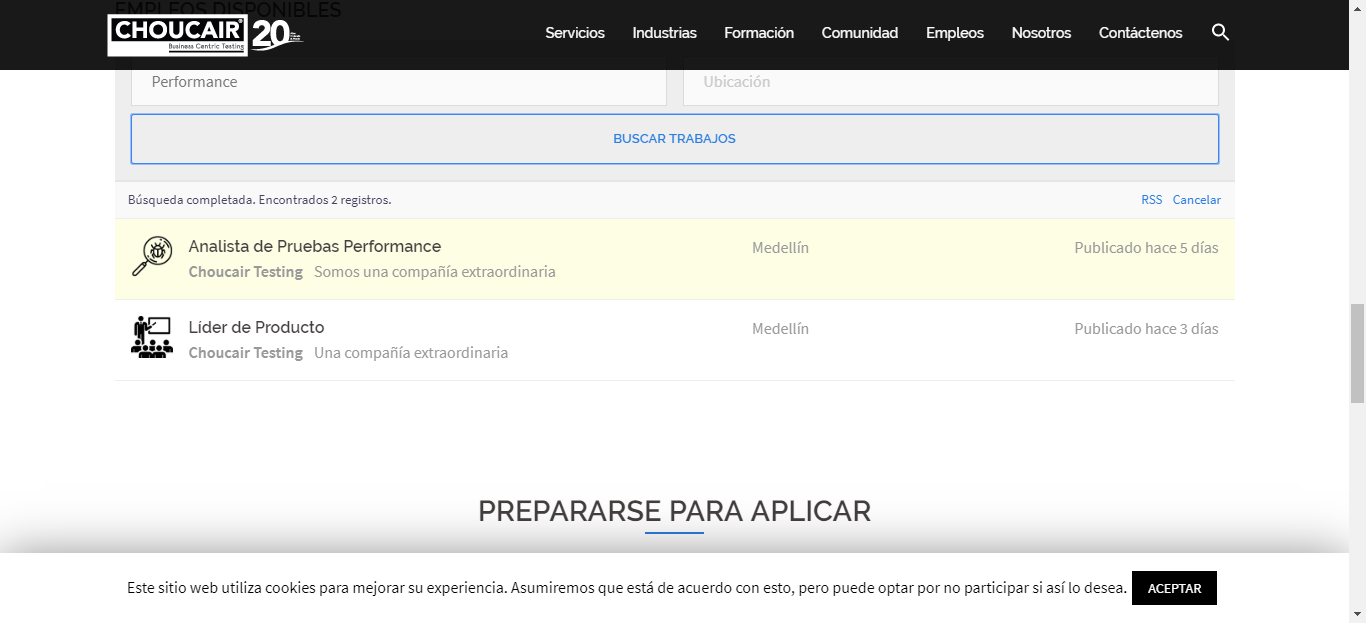 EMPLEOS DISPONIBLES
CHOUCAIR
Business Centric Testing
20
Servicios
Industrias
Formación
Comunidad
Empleos
Nosotros
Contáctenos
Performance
Ubicación
BUSCAR TRABAJOS
Búsqueda completada. Encontrados 2 registros.
RSS
Cancelar
Analista de Pruebas Performance
Medellín
Publicado hace 5 días
Choucair Testing Somos una compañía extraordinaria
Líder de Producto
Medellín
Publicado hace 3 días
Choucair Testing Una compañía extraordinaria
PREPARARSE PARA APLICAR
Este sitio web utiliza cookies para mejorar su experiencia. Asumiremos que está de acuerdo con esto, pero puede optar por no participar si así lo desea.
ACEPTAR